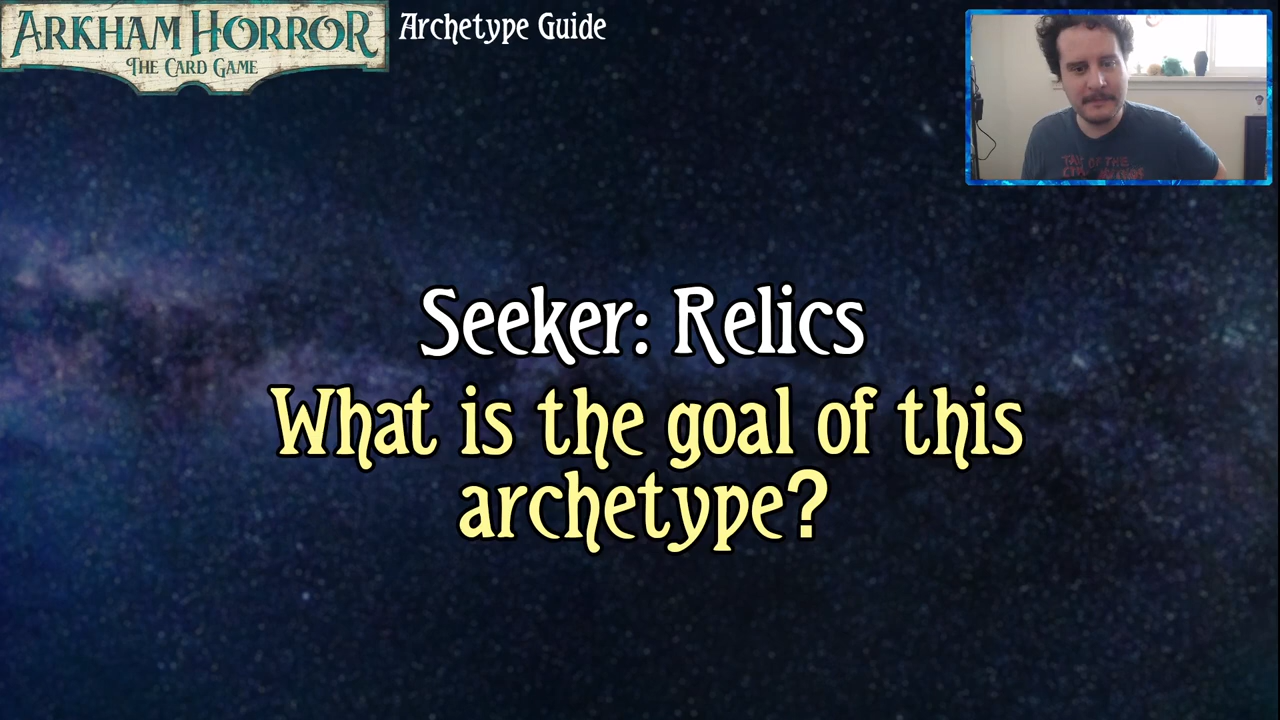 ARKHAM HORROR®
THE CARD GAME
Archetype Guide
Seeker: Relics
What is the goal of this
archetype?